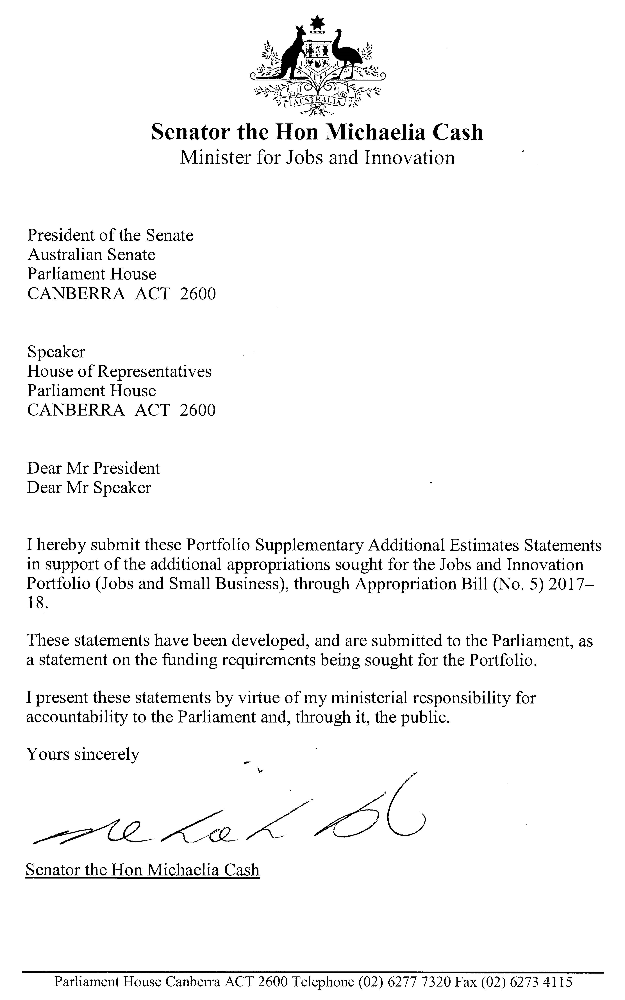 AUSTRALIA
Senator the Hon Michaelia Cash
Minister for Jobs and Innovation
President of the Senate
Australian Senate
Parliament House
CANBERRA ACT 2600
Speaker
House of Representatives
Parliament House
CANBERRA ACT 2600
Dear Mr President
Dear Mr Speaker
I hereby submit these Portfolio Supplementary Additional Estimates Statements
in support of the additional appropriations sought for the Jobs and Innovation
Portfolio (Jobs and Small Business), through Appropriation Bill (No. 5) 2017–
18.
These statements have been developed, and are submitted to the Parliament, as
a statement on the funding requirements being sought for the Portfolio.
I present these statements by virtue of my ministerial responsibility for
accountability to the Parliament and, through it, the public.
Yours sincerely
Senator the Hon Michaelia Cash
Parliament House Canberra ACT 2600 Telephone (02) 6277 7320 Fax (02) 6273 4115